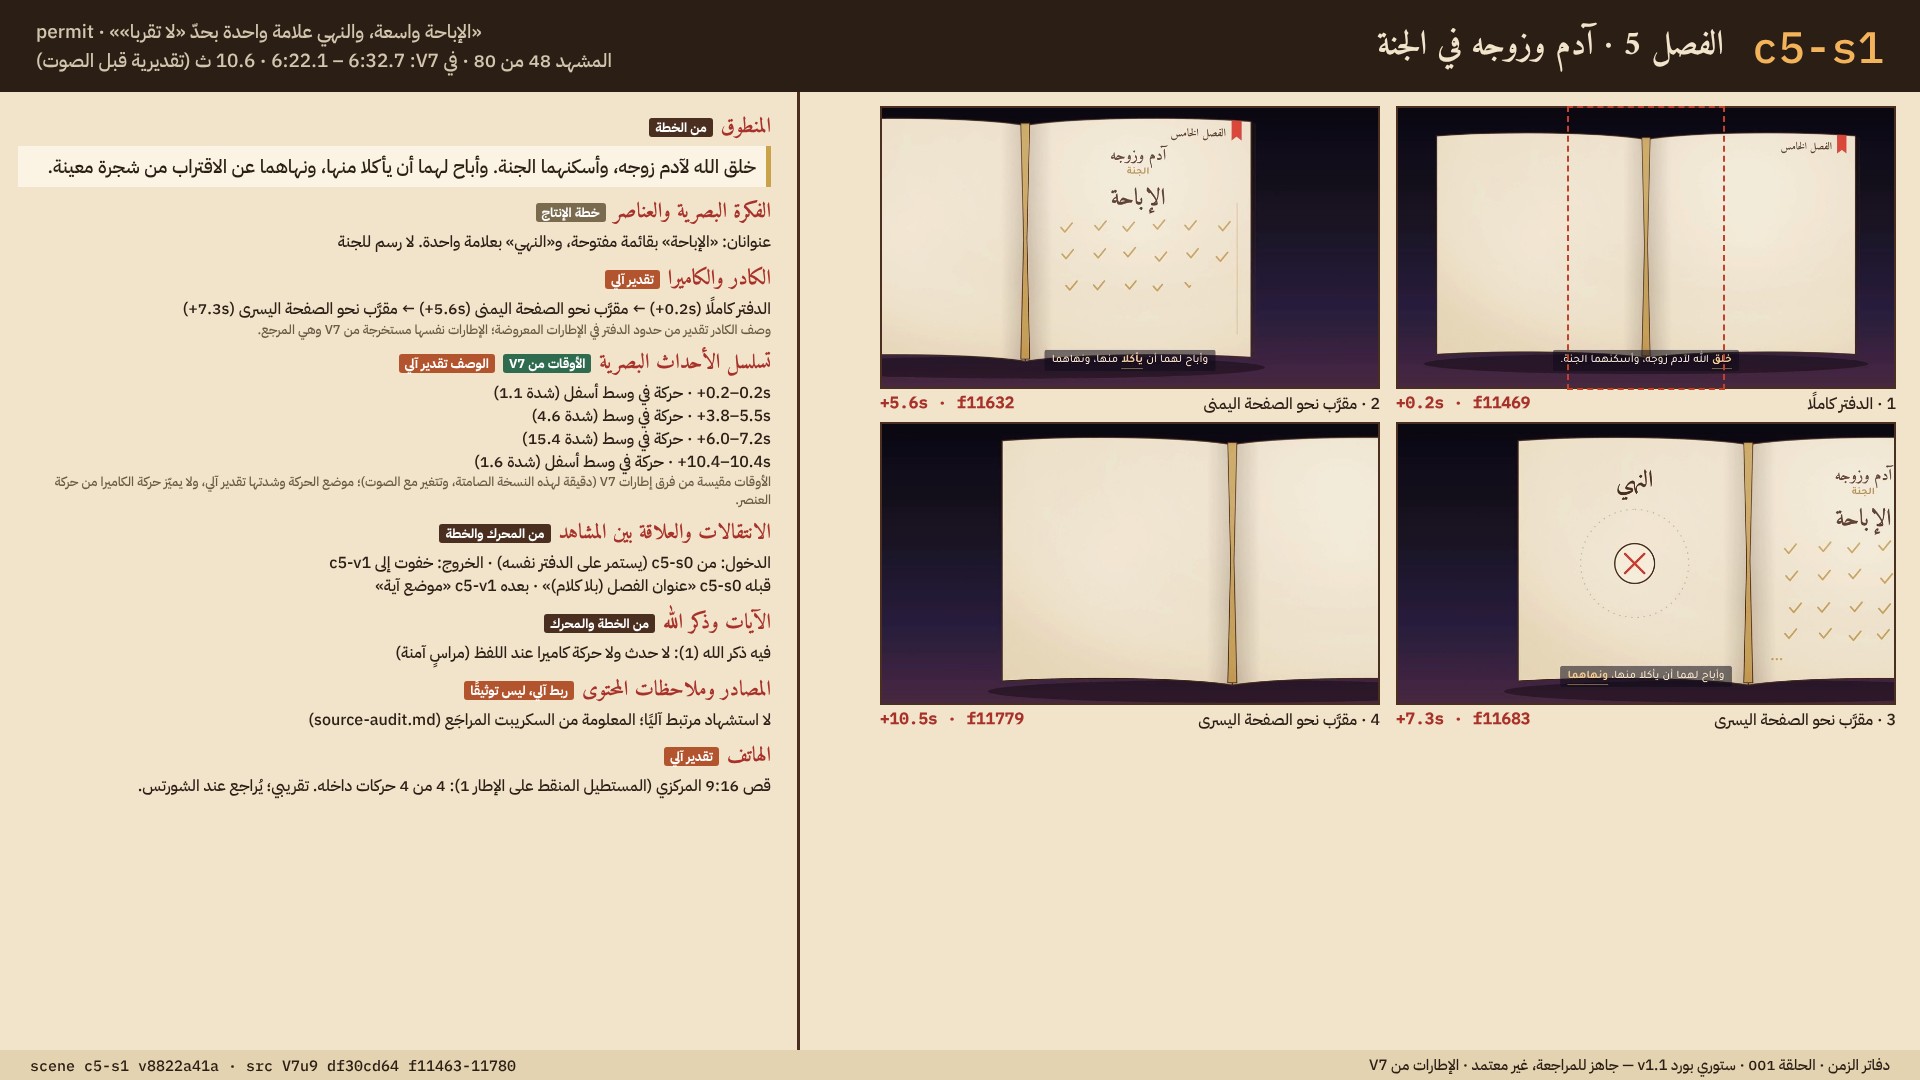 c5-s1 الفصل 5 · آدم وزوجه في الجنة
«الإباحة واسعة، والنهي علامة واحدة بحدّ «لا تقربا»» · permit
المشهد 48 من 80 · في V7: 6:22.1 – 6:32.7 · 10.6 ث (تقديرية قبل الصوت)
الفصل الخامس
خلق الله لآدم زوجه، وأسكنهما الجنة.
1 · الدفتر كاملًا
+0.2s · f11469
الفصل الخامس
آدم وزوجه
الجنة
الإباحة
وأباح لهما أن يأكلا منها، ونهاهما
2 · مقرَّب نحو الصفحة اليمنى
+5.6s · f11632
آدم وزوجه
الجنة
الإباحة
...
النهي
وأباح لهما أن يأكلا منها، ونهاهما
3 · مقرَّب نحو الصفحة اليسرى
+7.3s · f11683
4 · مقرَّب نحو الصفحة اليسرى
+10.5s · f11779
المنطوق من الخطة
خلق الله لآدم زوجه، وأسكنهما الجنة. وأباح لهما أن يأكلا منها، ونهاهما عن الاقتراب من شجرة معينة.
الفكرة البصرية والعناصر خطة الإنتاج
عنوانان: «الإباحة» بقائمة مفتوحة، و«النهي» بعلامة واحدة. لا رسم للجنة
الكادر والكاميرا تقدير آلي
الدفتر كاملًا (+0.2s) ← مقرَّب نحو الصفحة اليمنى (+5.6s) ← مقرَّب نحو الصفحة اليسرى (+7.3s)
وصف الكادر تقدير من حدود الدفتر في الإطارات المعروضة؛ الإطارات نفسها مستخرجة من V7 وهي المرجع.
تسلسل الأحداث البصرية الأوقات من V7 الوصف تقدير آلي
+0.2–0.2s · حركة في وسط أسفل (شدة 1.1)
+3.8–5.5s · حركة في وسط (شدة 4.6)
+6.0–7.2s · حركة في وسط (شدة 15.4)
+10.4–10.4s · حركة في وسط أسفل (شدة 1.6)
الأوقات مقيسة من فرق إطارات V7 (دقيقة لهذه النسخة الصامتة، وتتغير مع الصوت)؛ موضع الحركة وشدتها تقدير آلي، ولا يميّز حركة الكاميرا من حركة
العنصر.
الانتقالات والعلاقة بين المشاهد من المحرك والخطة
الدخول: من c5-s0 (يستمر على الدفتر نفسه) · الخروج: خفوت إلى c5-v1
قبله c5-s0 «عنوان الفصل (بلا كلام)» · بعده c5-v1 «موضع آية»
الآيات وذكر الله من الخطة والمحرك
فيه ذكر الله (1): لا حدث ولا حركة كاميرا عند اللفظ (مراسٍ آمنة)
المصادر وملاحظات المحتوى ربط آلي، ليس توثيقًا
لا استشهاد مرتبط آليًا؛ المعلومة من السكريبت المراجَع (source-audit.md)
الهاتف تقدير آلي
قص 9:16 المركزي (المستطيل المنقط على الإطار 1): 4 من 4 حركات داخله. تقريبي؛ يُراجع عند الشورتس.
دفاتر الزمن · الحلقة 001 · ستوري بورد v1.1 — جاهز للمراجعة، غير معتمد · الإطارات من V7
scene c5-s1 v8822a41a · src V7u9 df30cd64 f11463-11780